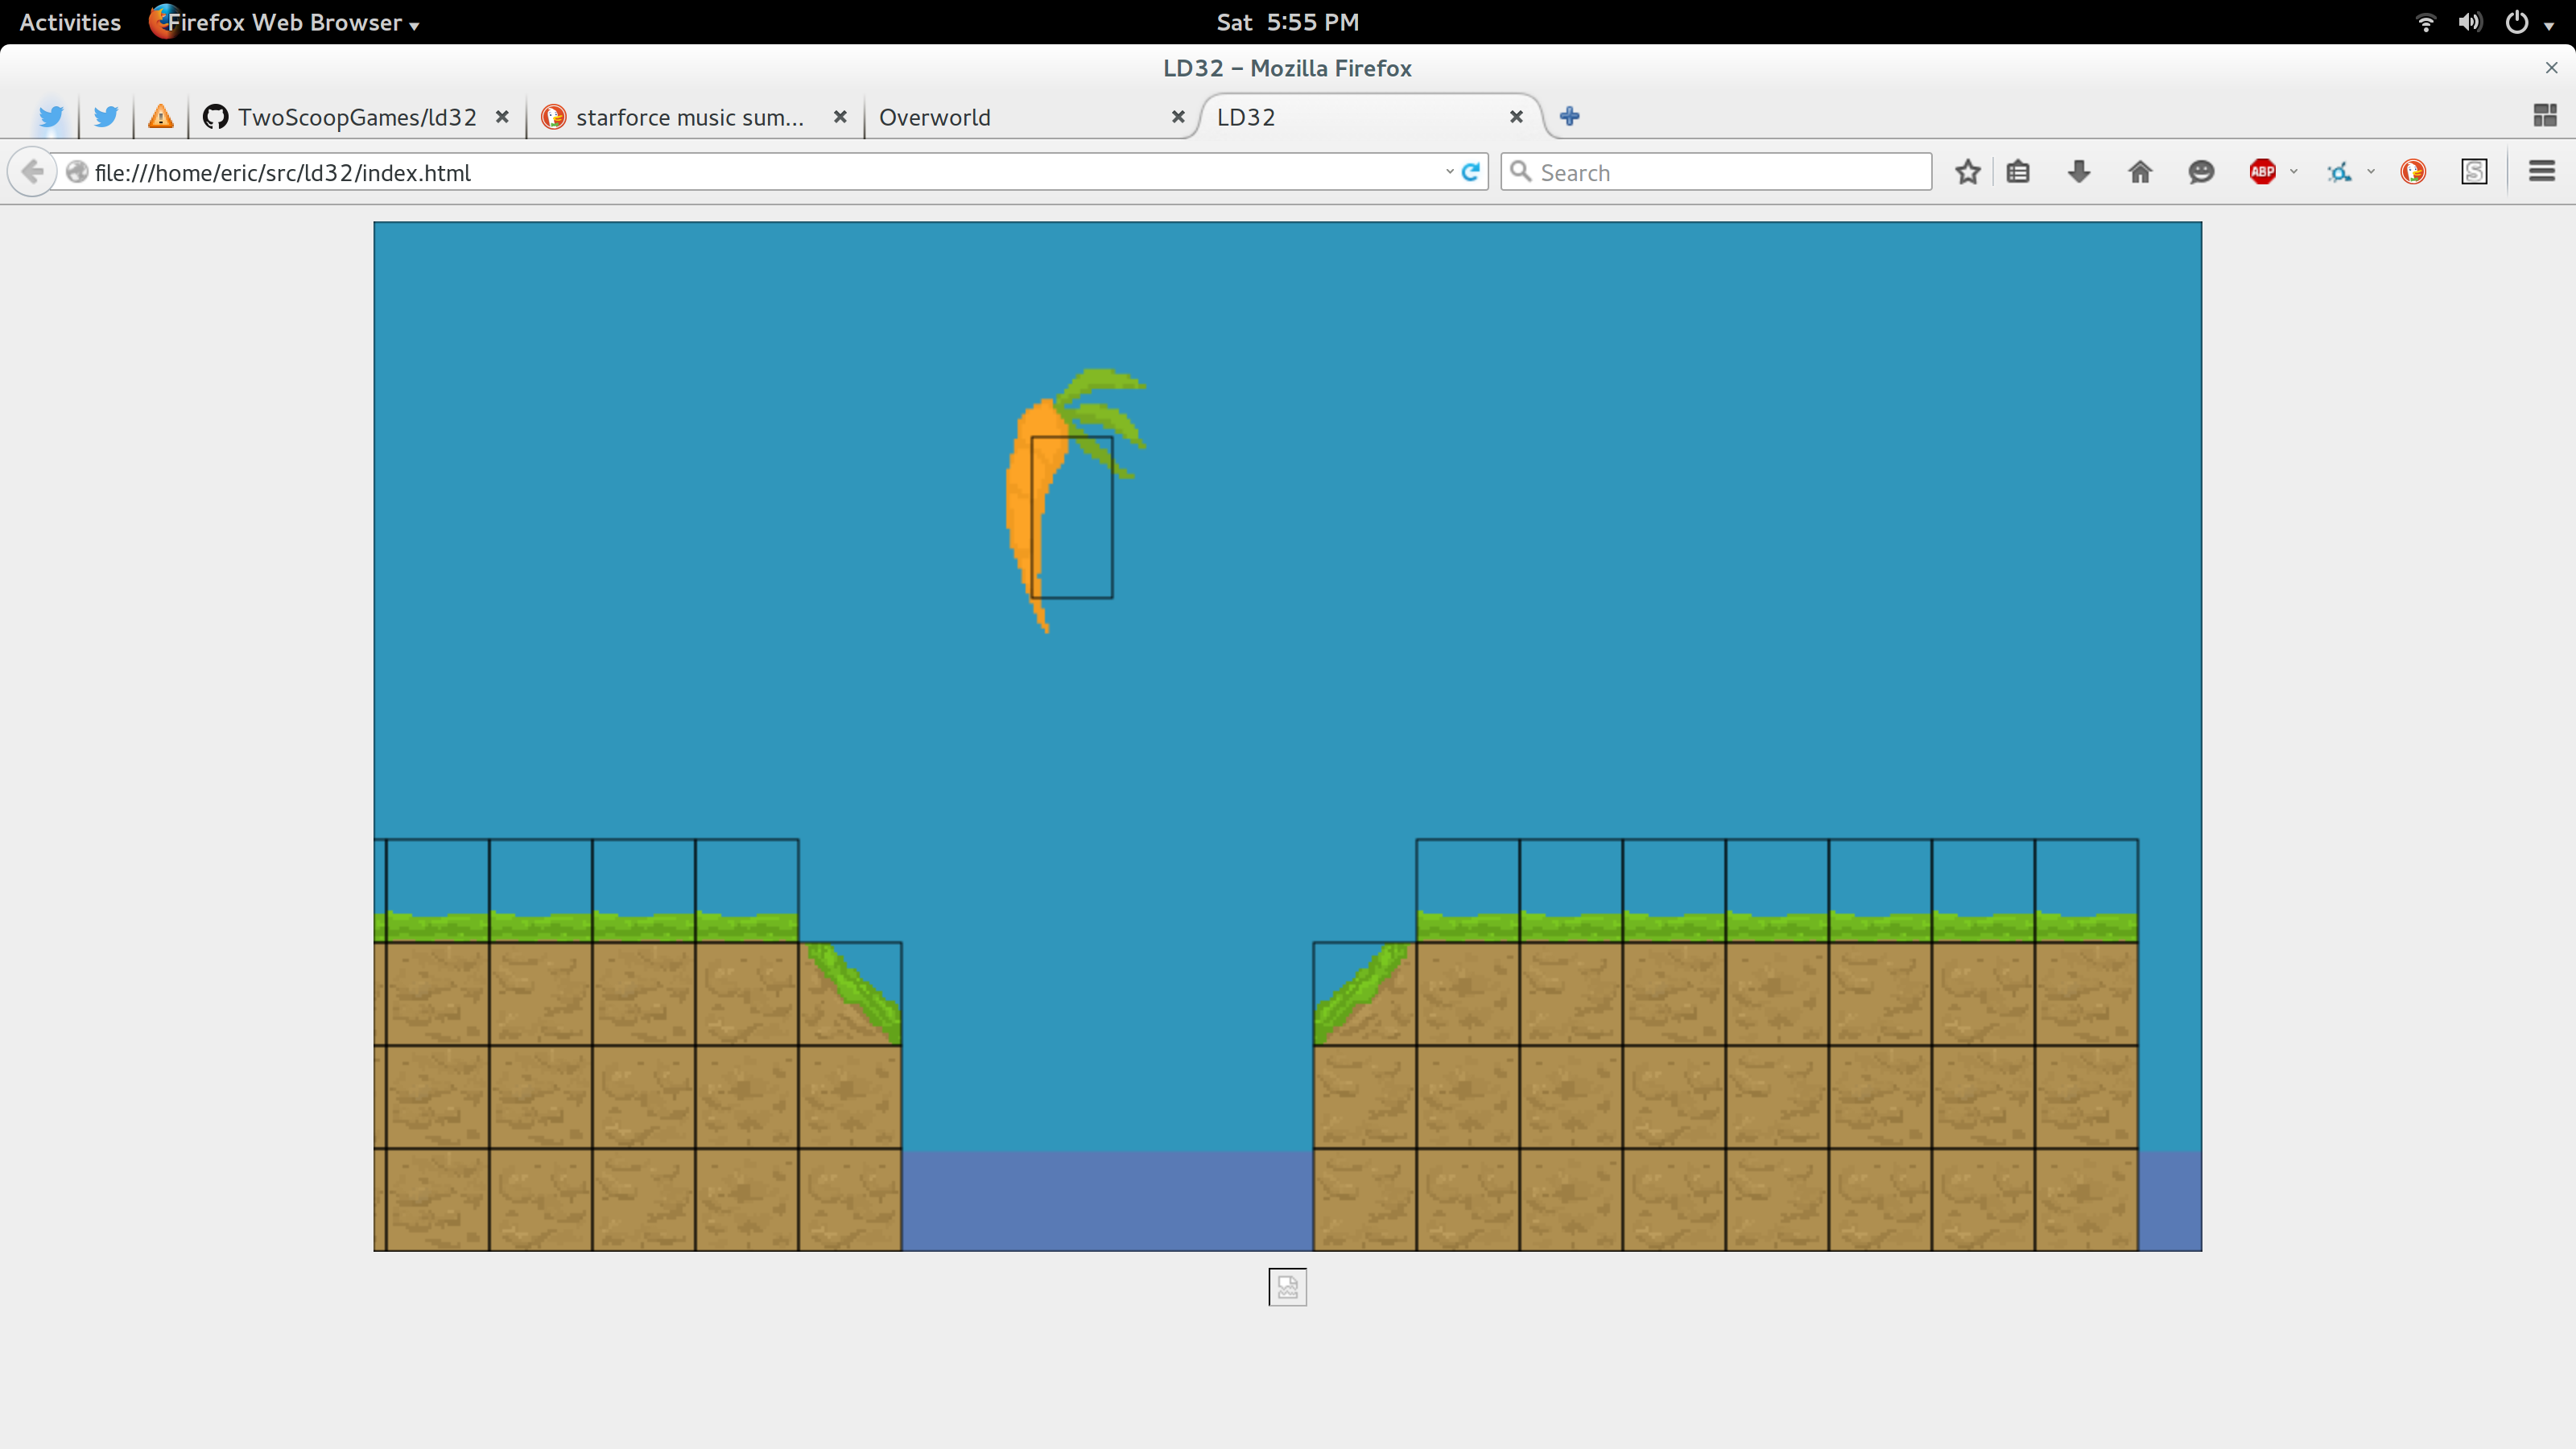 Activities Firefox Web Browser Sat 5:55 PM
LD32 – Mozilla Firefox
TwoScoopGames/ld32 starforce music sum... Overworld LD32
file:///home/eric/src/ld32/index.html Search ABP S